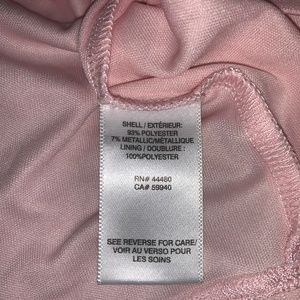 SHELL / EXTÉRIEUR:
93% POLYESTER
7% METALLIC/MÉTALLIQUE
LINING / DOUBLURE :
100%POLYESTER
RN# 44480
CA# 59940
SEE REVERSE FOR CARE/
VOIR AU VERSO POUR
LES SOINS